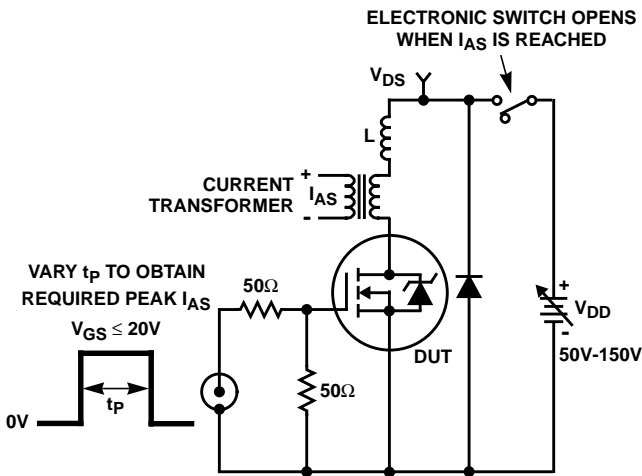 ELECTRONIC SWITCH OPENS
WHEN IAS IS REACHED
VDS
L
CURRENT
TRANSFORMER
+
IAS
-
VARY tP TO OBTAIN
REQUIRED PEAK IAS
VGS ≤ 20V
50Ω
0V
tP
50Ω
DUT
+
VDD
-
50V-150V